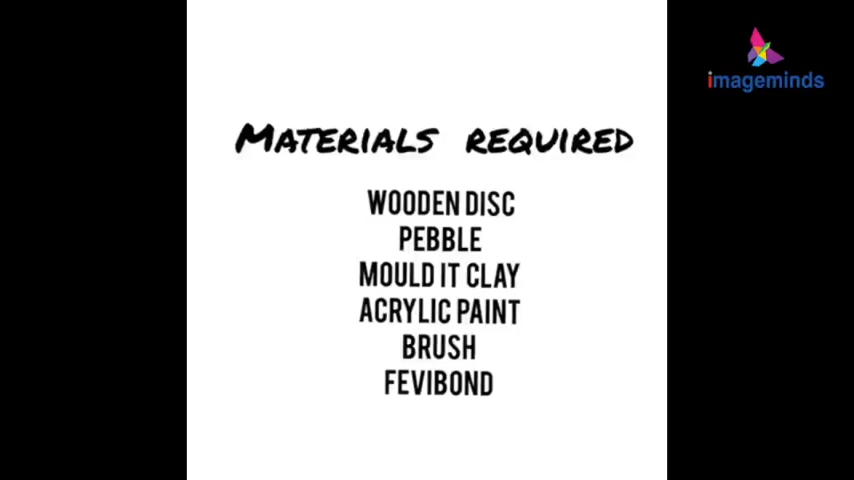 imageminds
MATERIALS REQUIRED
WOODEN DISC
PEBBLE
MOULD IT CLAY
ACRYLIC PAINT
BRUSH
FEVIBOND